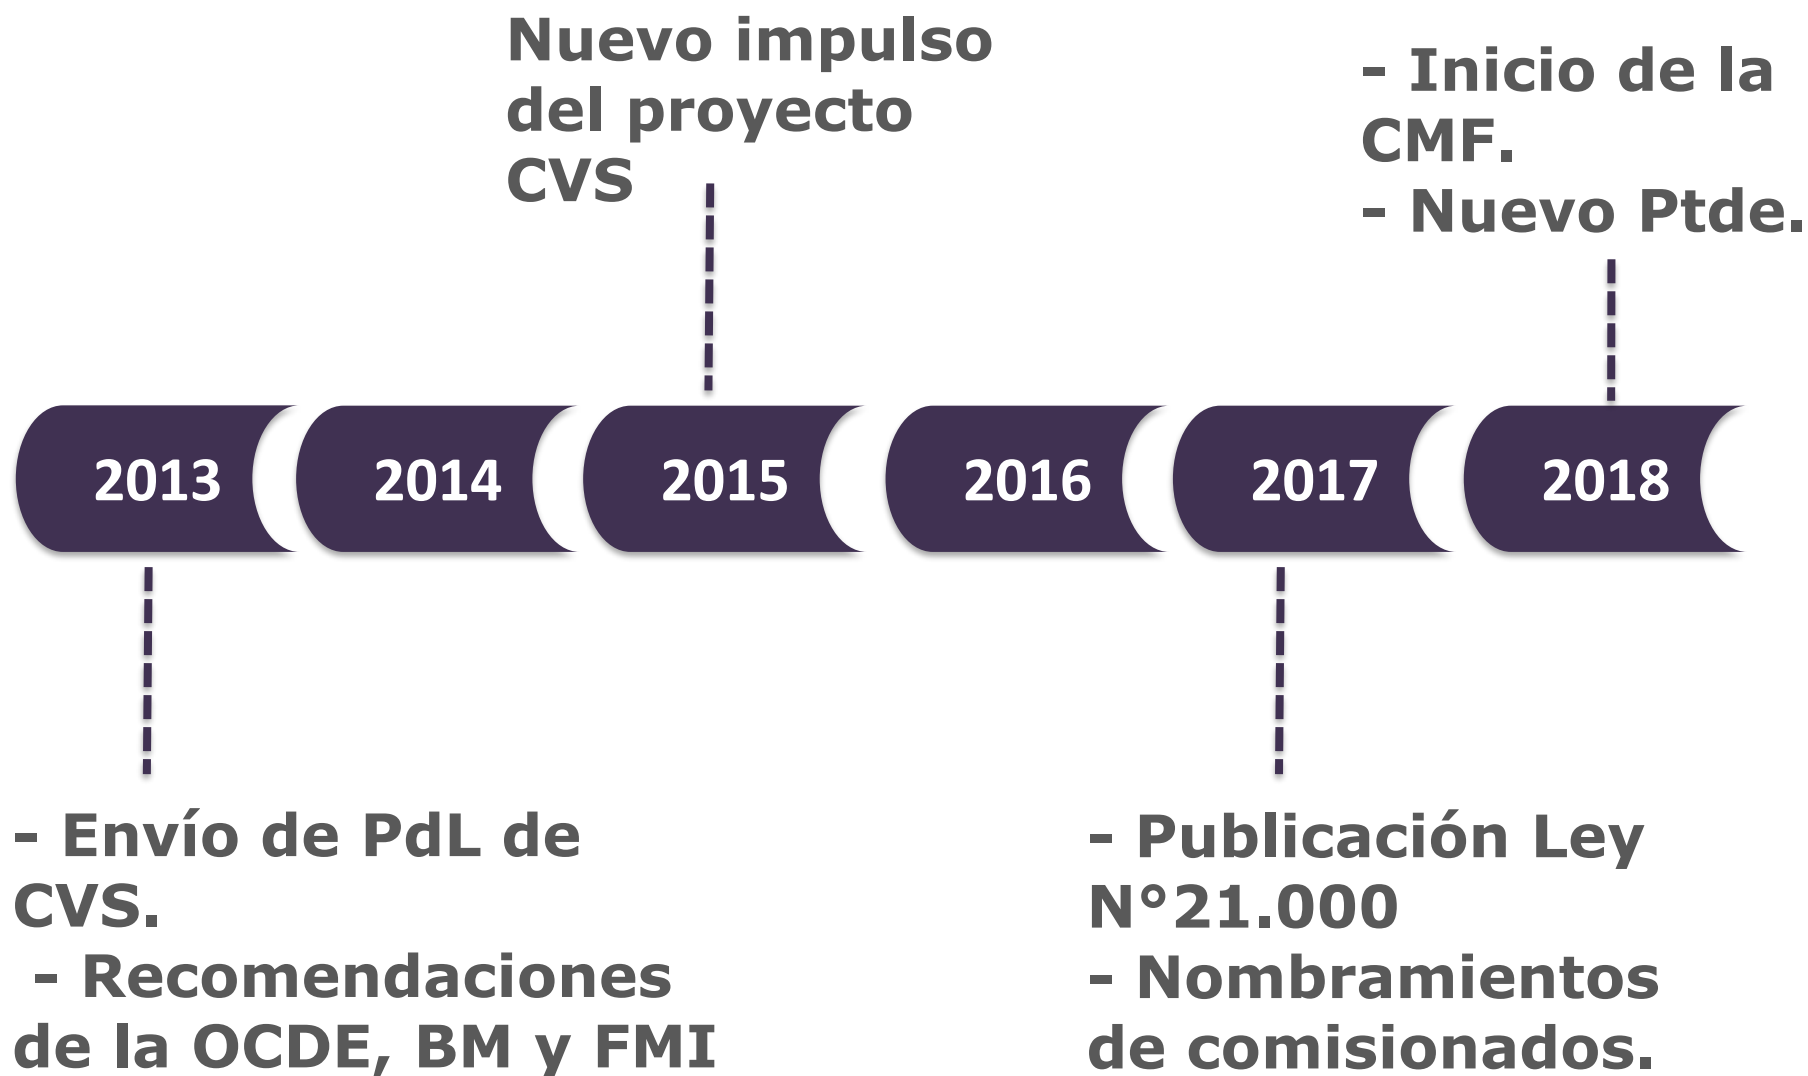 Nuevo impulso
del proyecto
CVS
- Inicio de la
CMF.
- Nuevo Ptde.
2013
2014
2015
2016
2017
2018
- Envío de PdL de
CVS.
- Recomendaciones
de la OCDE, BM y FMI
- Publicación Ley
N°21.000
- Nombramientos
de comisionados.